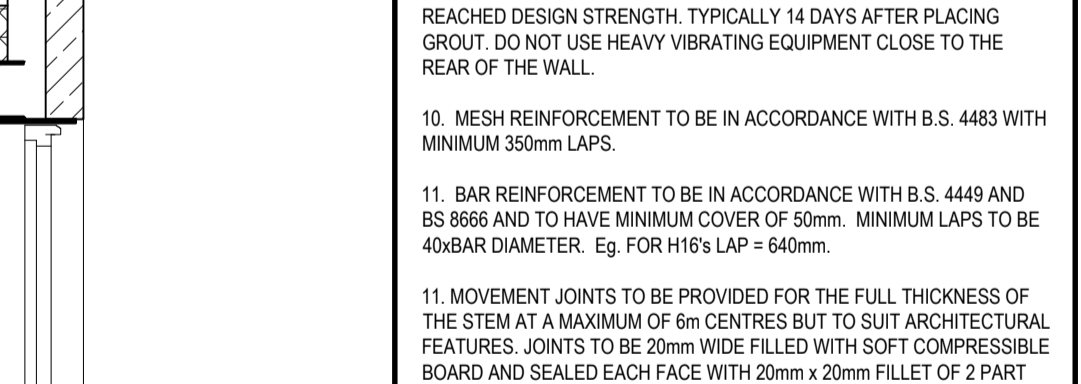 REACHED DESIGN STRENGTH. TYPICALLY 14 DAYS AFTER PLACING
GROUT. DO NOT USE HEAVY VIBRATING EQUIPMENT CLOSE TO THE
REAR OF THE WALL.
10. MESH REINFORCEMENT TO BE IN ACCORDANCE WITH B.S. 4483 WITH
MINIMUM 350mm LAPS.
11. BAR REINFORCEMENT TO BE IN ACCORDANCE WITH B.S. 4449 AND
BS 8666 AND TO HAVE MINIMUM COVER OF 50mm. MINIMUM LAPS TO BE
40xBAR DIAMETER. Eg. FOR H16's LAP = 640mm.
11. MOVEMENT JOINTS TO BE PROVIDED FOR THE FULL THICKNESS OF
THE STEM AT A MAXIMUM OF 6m CENTRES BUT TO SUIT ARCHITECTURAL
FEATURES. JOINTS TO BE 20mm WIDE FILLED WITH SOFT COMPRESSIBLE
BOARD AND SEALED EACH FACE WITH 20mm x 20mm FILLET OF 2 PART